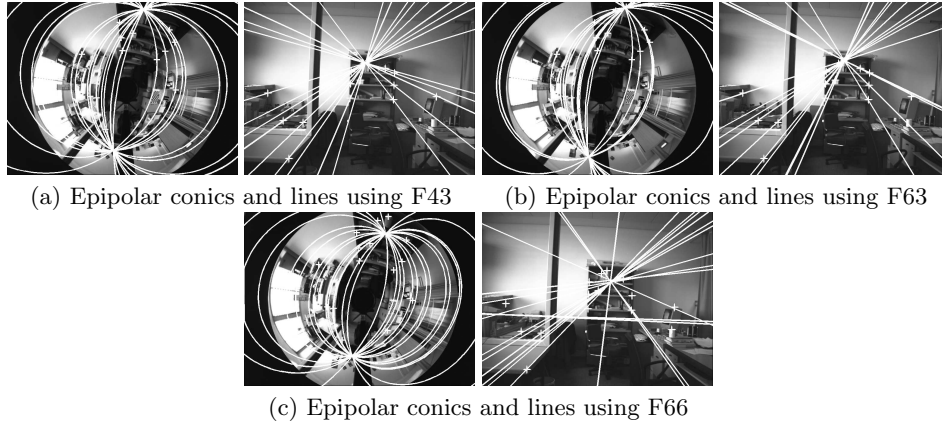 (a) Epipolar conics and lines using F43
(b) Epipolar conics and lines using F63
(c) Epipolar conics and lines using F66